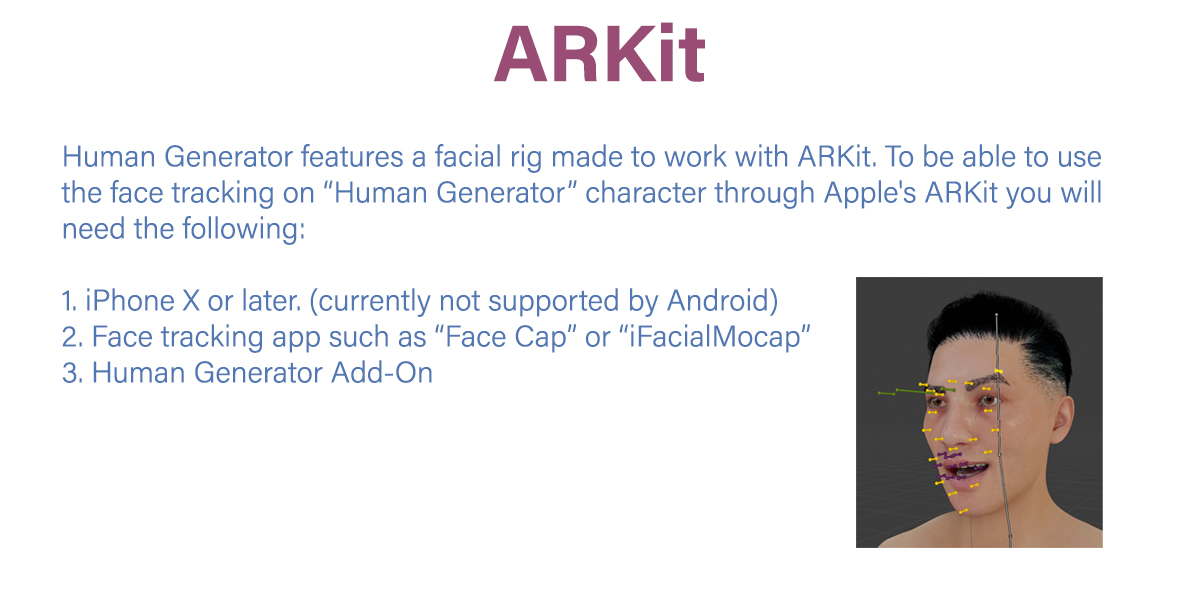 ARKit
Human Generator features a facial rig made to work with ARKit. To be able to use
the face tracking on “Human Generator” character through Apple's ARKit you will
need the following:
1. iPhone X or later. (currently not supported by Android)
2. Face tracking app such as “Face Cap” or “iFacialMocap”
3. Human Generator Add-On